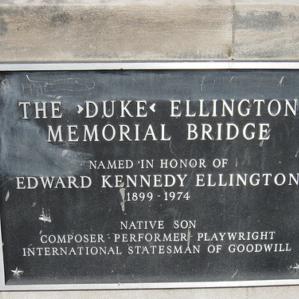 THE ›DUKE‹ ELLINGTON
MEMORIAL BRIDGE
NAMED IN HONOR OF
EDWARD KENNEDY ELLINGTON
1899 - 1974
NATIVE SON
COMPOSER-PERFORMER-PLAYWRIGHT
INTERNATIONAL STATESMAN OF GOODWILL